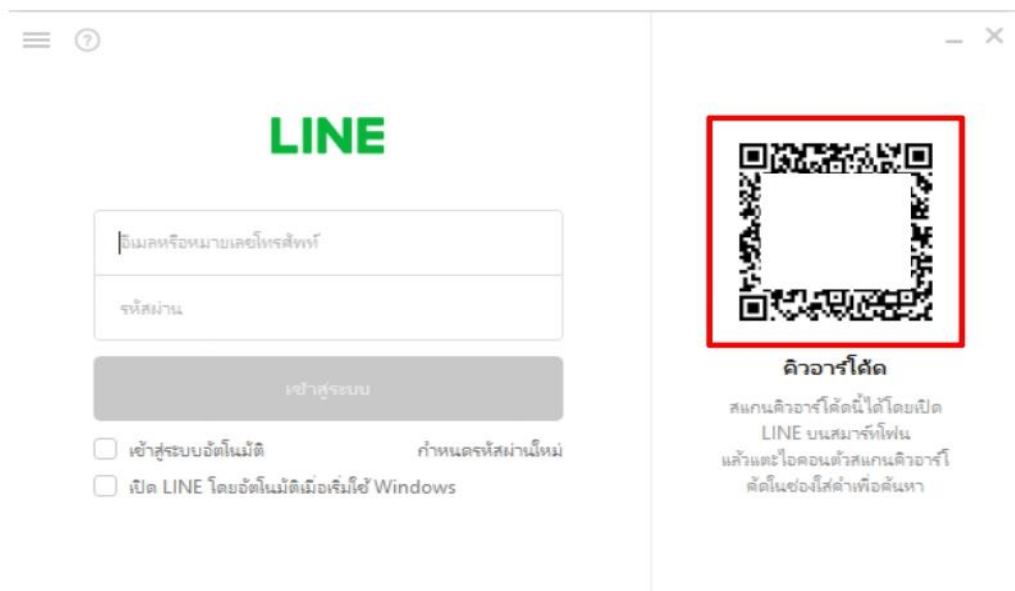 LINE
อีเมลหรือหมายเลขโทรศัพท์
รหัสผ่าน
เข้าสู่ระบบ
เข้าสู่ระบบอัตโนมัติ
กำหนดรหัสผ่านใหม่
เปิด LINE โดยอัตโนมัติเมื่อเริ่มใช้ Windows
คิวอาร์โค้ด
สแกนคิวอาร์โค้ดนี้ได้โดยเปิด
LINE บนสมาร์ทโฟน
แล้วแตะไอคอนตัวสแกนคิวอาร์โ
ค้ดในช่องใส่คำเพื่อค้นหา